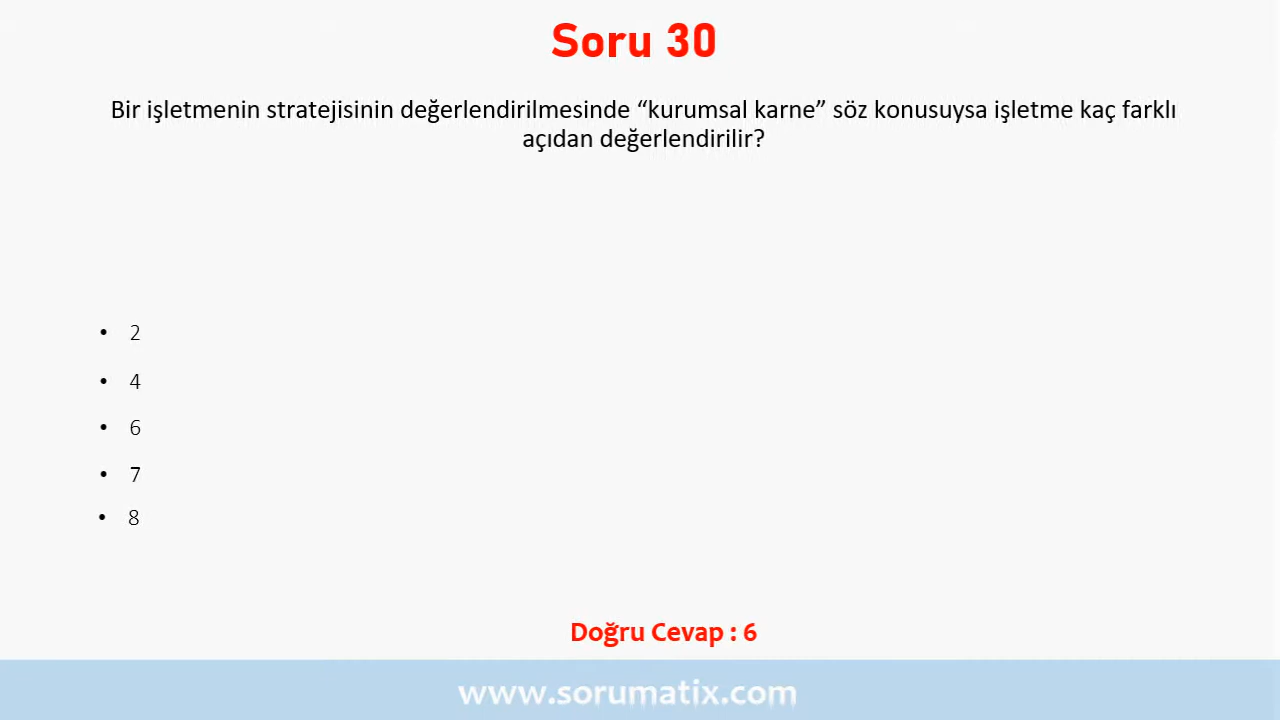 Soru 30
Bir işletmenin stratejisinin değerlendirilmesinde “kurumsal karne” söz konusuysa işletme kaç farklı
açıdan değerlendirilir?
• 2
• 4
• 6
• 7
• 8
Doğru Cevap : 6
www.sorumatix.com